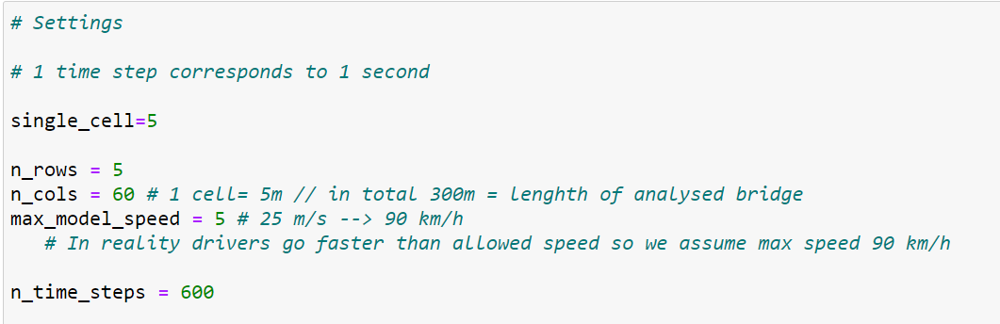 # Settings
# 1 time step corresponds to 1 second
single_cell=5
n_rows = 5
n_cols = 60 # 1 cell= 5m // in total 300m = lenghth of analysed bridge
max_model_speed = 5 # 25 m/s --> 90 km/h
# In reality drivers go faster than allowed speed so we assume max speed 90 km/h
n_time_steps = 600